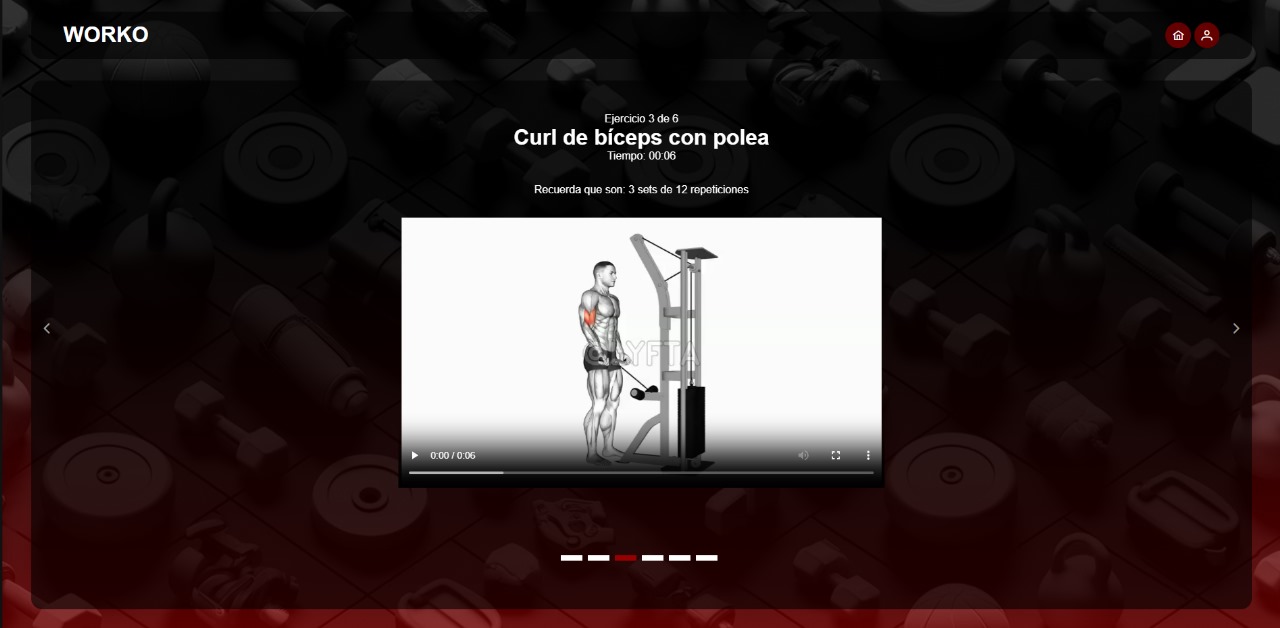 WORKO
Ejercicio 3 de 6
Curl de bíceps con polea
Tiempo: 00:06
Recuerda que son: 3 sets de 12 repeticiones
LYFTA
0:00 / 0:06